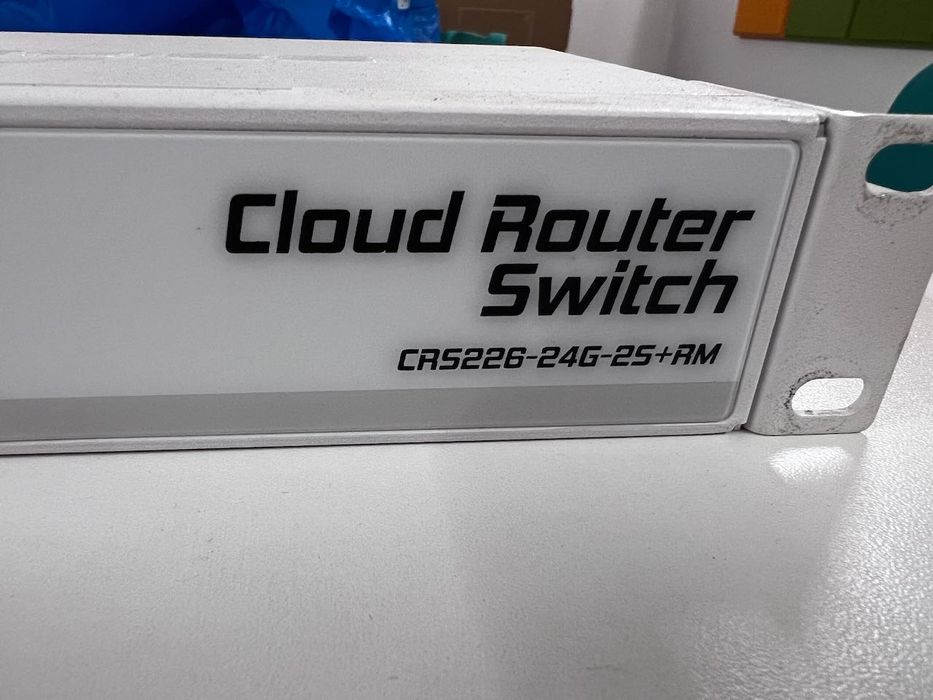 Cloud Router
Switch
CRS226-24G-2S+RM